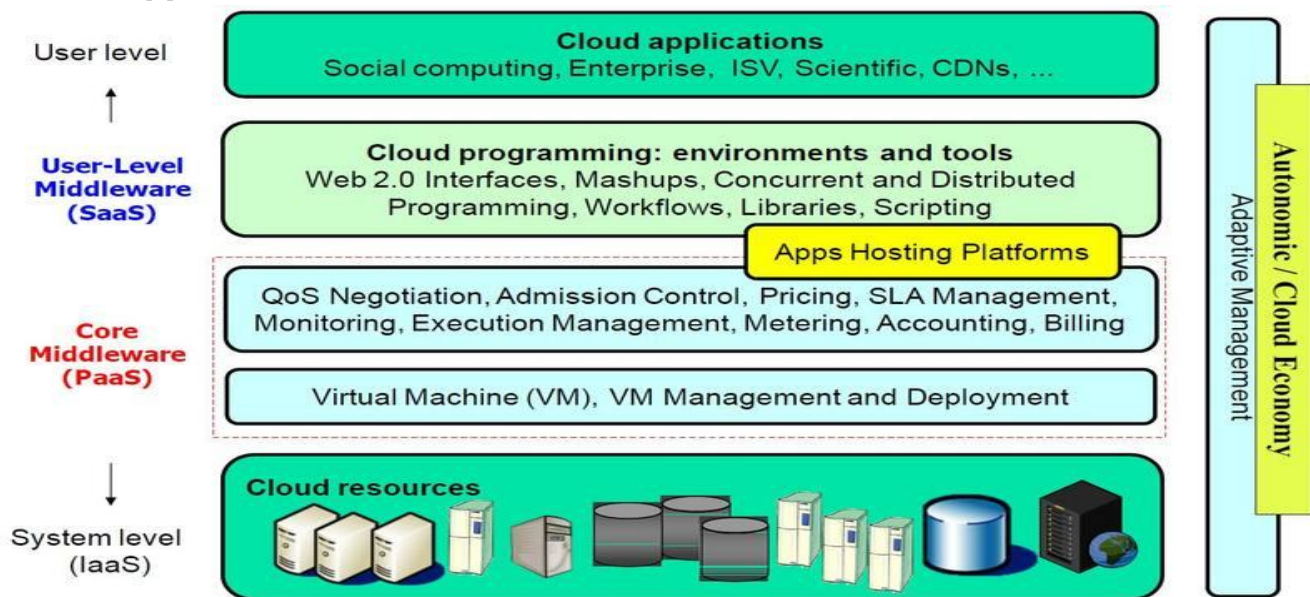 User level
Cloud applications
Social computing, Enterprise, ISV, Scientific, CDNs, ...
User-Level
Middleware
(SaaS)
Cloud programming: environments and tools
Web 2.0 Interfaces, Mashups, Concurrent and Distributed
Programming, Workflows, Libraries, Scripting
Apps Hosting Platforms
Core
Middleware
(PaaS)
QoS Negotiation, Admission Control, Pricing, SLA Management,
Monitoring, Execution Management, Metering, Accounting, Billing
Virtual Machine (VM), VM Management and Deployment
System level
(IaaS)
Cloud resources
Adaptive Management
Autonomic / Cloud Economy